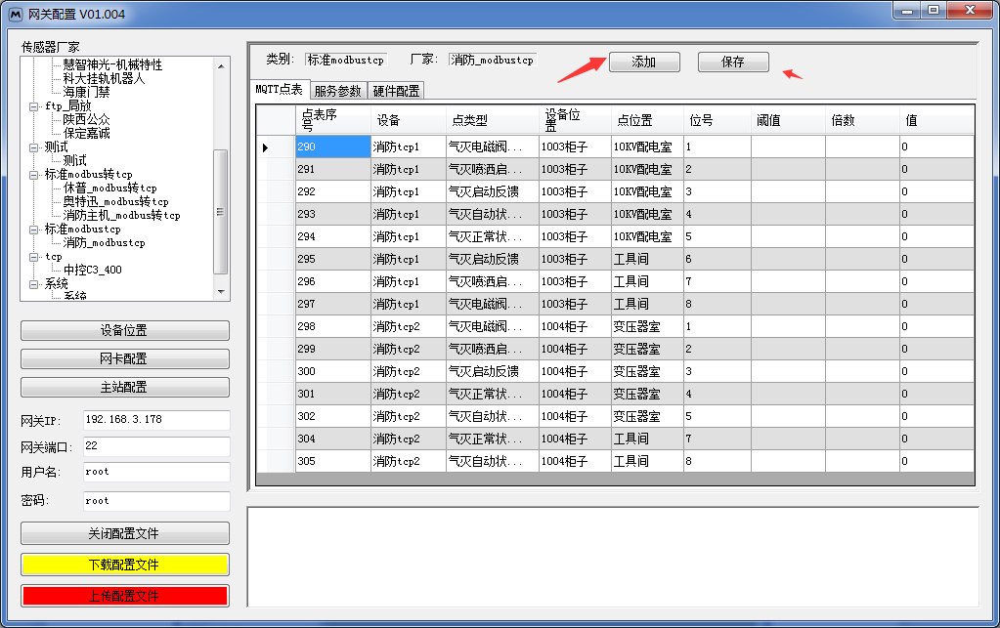 网关配置 V01.004
传感器厂家
慧智神光-机械特性
科大挂轨机器人
海康门禁
ftp_局放
陕西公众
保定嘉诚
测试
测试
标准modbus转tcp
休普_modbus转tcp
奥特迅_modbus转tcp
消防主机_modbus转tcp
标准modbustcp
消防_modbustcp
tcp
中控C3_400
系统
系统
设备位置
网卡配置
主站配置
网关IP: 192.168.3.178
网关端口: 22
用户名: root
密码: root
关闭配置文件
下载配置文件
上传配置文件
类别: 标准modbustcp 厂家: 消防_modbustcp 添加 保存
MQTT点表 服务参数 硬件配置
点表序号 设备 点类型 设备位置 点位置 位号 阈值 倍数 值
290 消防tcp1 气灭电磁阀... 1003柜子 10KV配电室 1 0
291 消防tcp1 气灭喷洒启... 1003柜子 10KV配电室 2 0
292 消防tcp1 气灭启动反馈 1003柜子 10KV配电室 3 0
293 消防tcp1 气灭自动状... 1003柜子 10KV配电室 4 0
294 消防tcp1 气灭正常状... 1003柜子 10KV配电室 5 0
295 消防tcp1 气灭启动反馈 1003柜子 工具间 6 0
296 消防tcp1 气灭喷洒启... 1003柜子 工具间 7 0
297 消防tcp1 气灭电磁阀... 1003柜子 工具间 8 0
298 消防tcp2 气灭电磁阀... 1004柜子 变压器室 1 0
299 消防tcp2 气灭喷洒启... 1004柜子 变压器室 2 0
300 消防tcp2 气灭启动反馈 1004柜子 变压器室 3 0
301 消防tcp2 气灭正常状... 1004柜子 变压器室 4 0
302 消防tcp2 气灭自动状... 1004柜子 变压器室 5 0
304 消防tcp2 气灭正常状... 1004柜子 工具间 7 0
305 消防tcp2 气灭自动状... 1004柜子 工具间 8 0